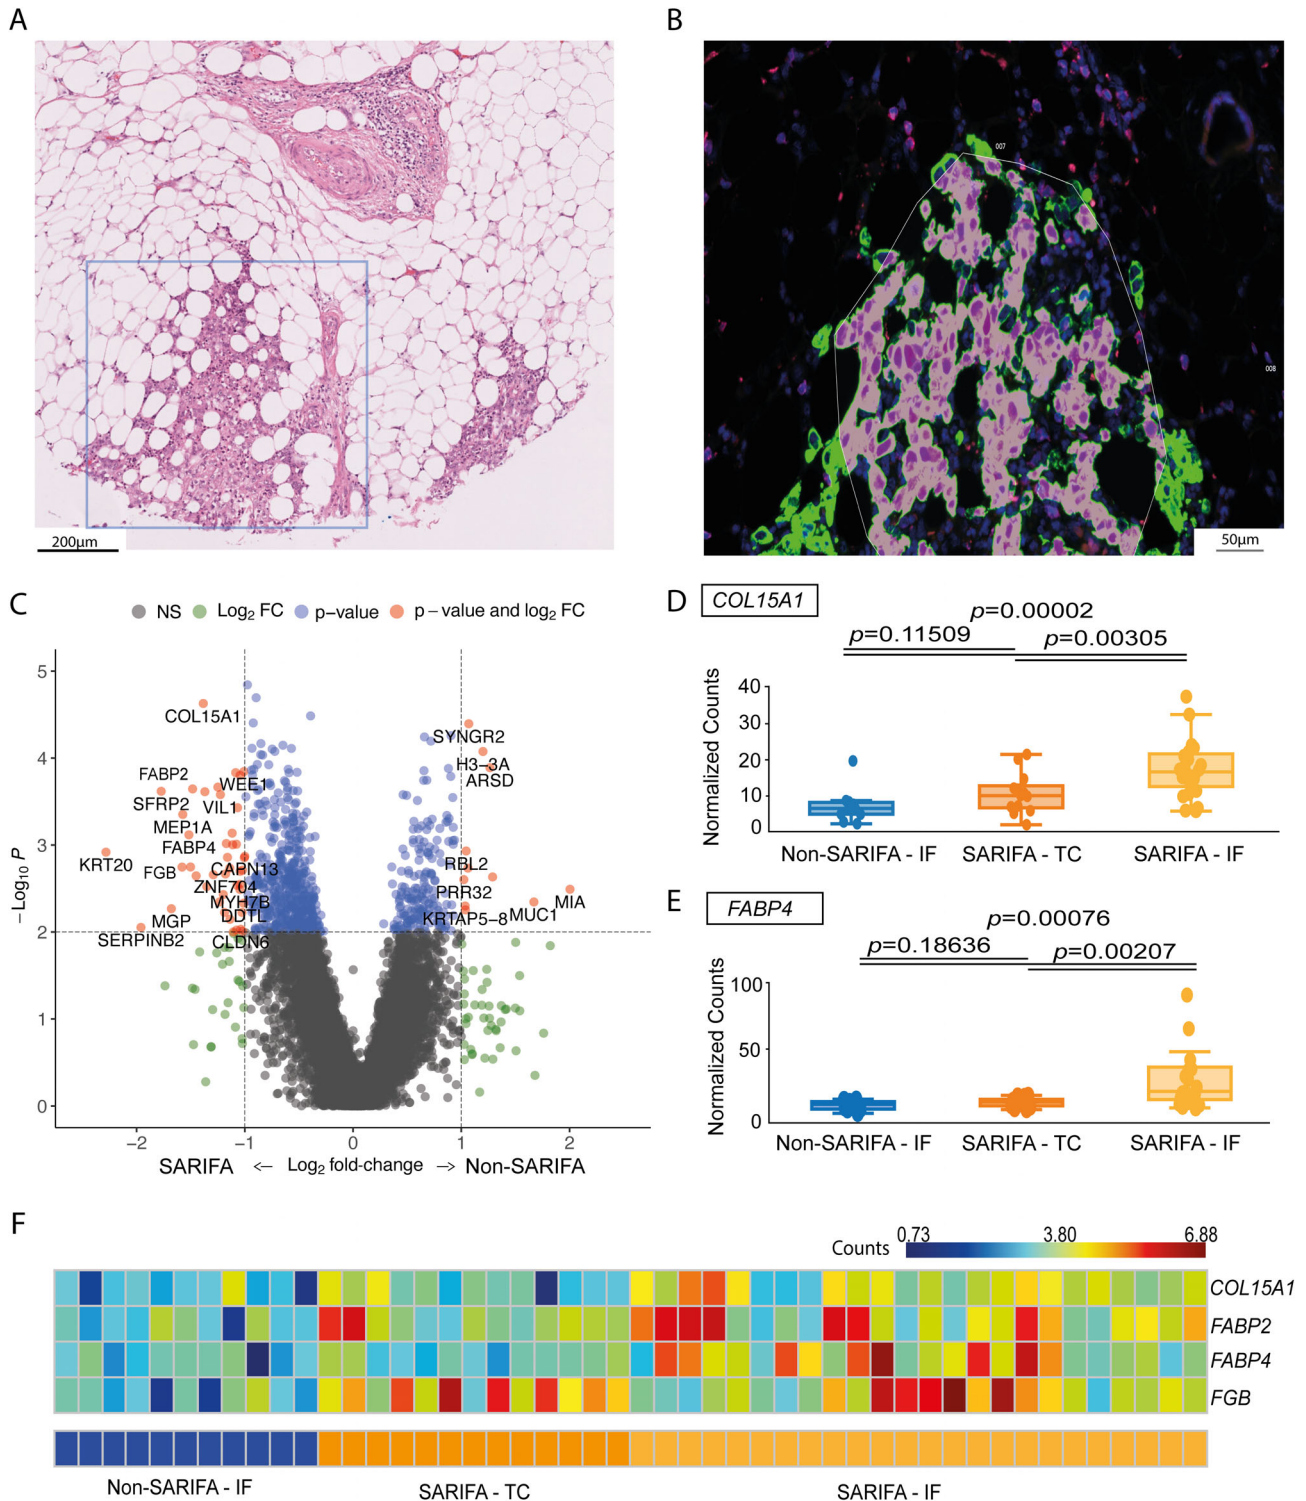 A
B
007
008
200μm
50μm
C
NS Log2 FC p−value p − value and log2 FC
−Log10 P
5
4
3
2
1
0
COL15A1
SYNGR2
H3−3A
ARSD
FABP2
WEE1
SFRP2
VIL1
MEP1A
FABP4
KRT20
FGB
CAPN13
ZNF704
MYH7B
DDTL
MGP
SERPINB2
CLDN6
RBL2
PRR32
KRTAP5−8
MUC1
MIA
−2 −1 0 1 2
SARIFA <− Log2 fold−change −> Non−SARIFA
D
COL15A1
p=0.00002
p=0.11509
p=0.00305
Normalized Counts
40
30
20
10
0
Non-SARIFA - IF SARIFA - TC SARIFA - IF
E
FABP4
p=0.00076
p=0.18636
p=0.00207
Normalized Counts
100
50
0
Non-SARIFA - IF SARIFA - TC SARIFA - IF
F
Counts
0.73 3.80 6.88
COL15A1
FABP2
FABP4
FGB
Non-SARIFA - IF SARIFA - TC SARIFA - IF